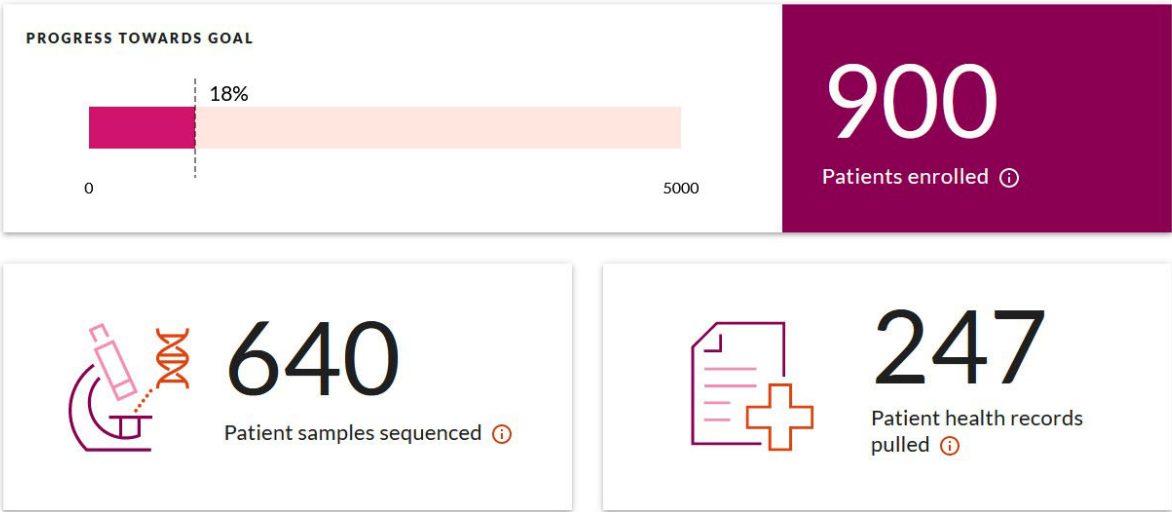 PROGRESS TOWARDS GOAL
18%
0
5000
900
Patients enrolled
640
Patient samples sequenced
247
Patient health records
pulled